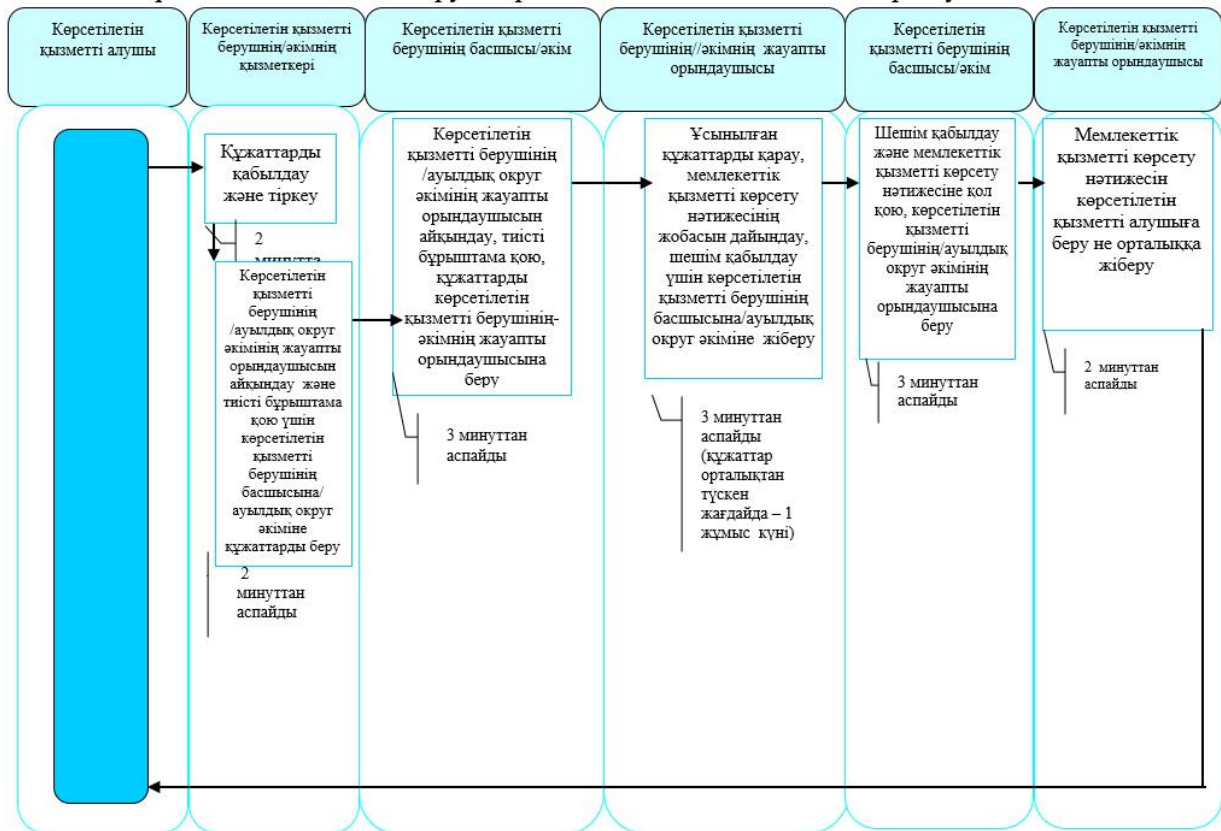 Көрсетілетін
қызметті алушы
Көрсетілетін қызметті
берушнің/әкімнің
қызметкері
Көрсетілетін қызметті
берушінің басшысы/әкім
Көрсетілетін қызметті
берушінің//әкімнің жауапты
орындаушысы
Көрсетілетін
қызметті берушінің
басшысы/әкім
Көрсетілетін қызметті
берушінің/әкімнің
жауапты орындаушысы
Құжаттарды
қабылдау
және тіркеу
2
минутта
Көрсетілетін
қызметті
берушінің
/ауылдық округ
әкімінің жауапты
орындаушысын
айқындау және
тиісті бұрыштама
қою үшін
көрсетілетін
қызметті
берушінің
басшысына/
ауылдық округ
әкіміне
құжаттарды беру
2
минуттан
аспайды
Көрсетілетін
қызметті берушінің
/ауылдық округ
әкімінің жауапты
орындаушысын
айқындау, тиісті
бұрыштама қою,
құжаттарды
көрсетілетін
қызметті берушінің-
әкімнің жауапты
орындаушысына
беру
3 минуттан
аспайды
Ұсынылған
құжаттарды қарау,
мемлекеттік
қызметті көрсету
нәтижесінің
жобасын дайындау,
шешім қабылдау
үшін көрсетілетін
қызметті берушінің
басшысына/ауылдық
округ әкіміне жіберу
3 минуттан
аспайды
(құжаттар
орталықтан
түскен
жағдайда – 1
жұмыс күні)
Шешім қабылдау
және мемлекеттік
қызметті көрсету
нәтижесіне қол
қою, көрсетілетін
қызметті
берушінің/ауылдық
округ әкімінің
жауапты
орындаушысына
беру
3 минуттан
аспайды
Мемлекеттік
қызметті көрсету
нәтижесін
көрсетілетін
қызметті алушыға
беру не орталыққа
жіберу
2 минуттан
аспайды